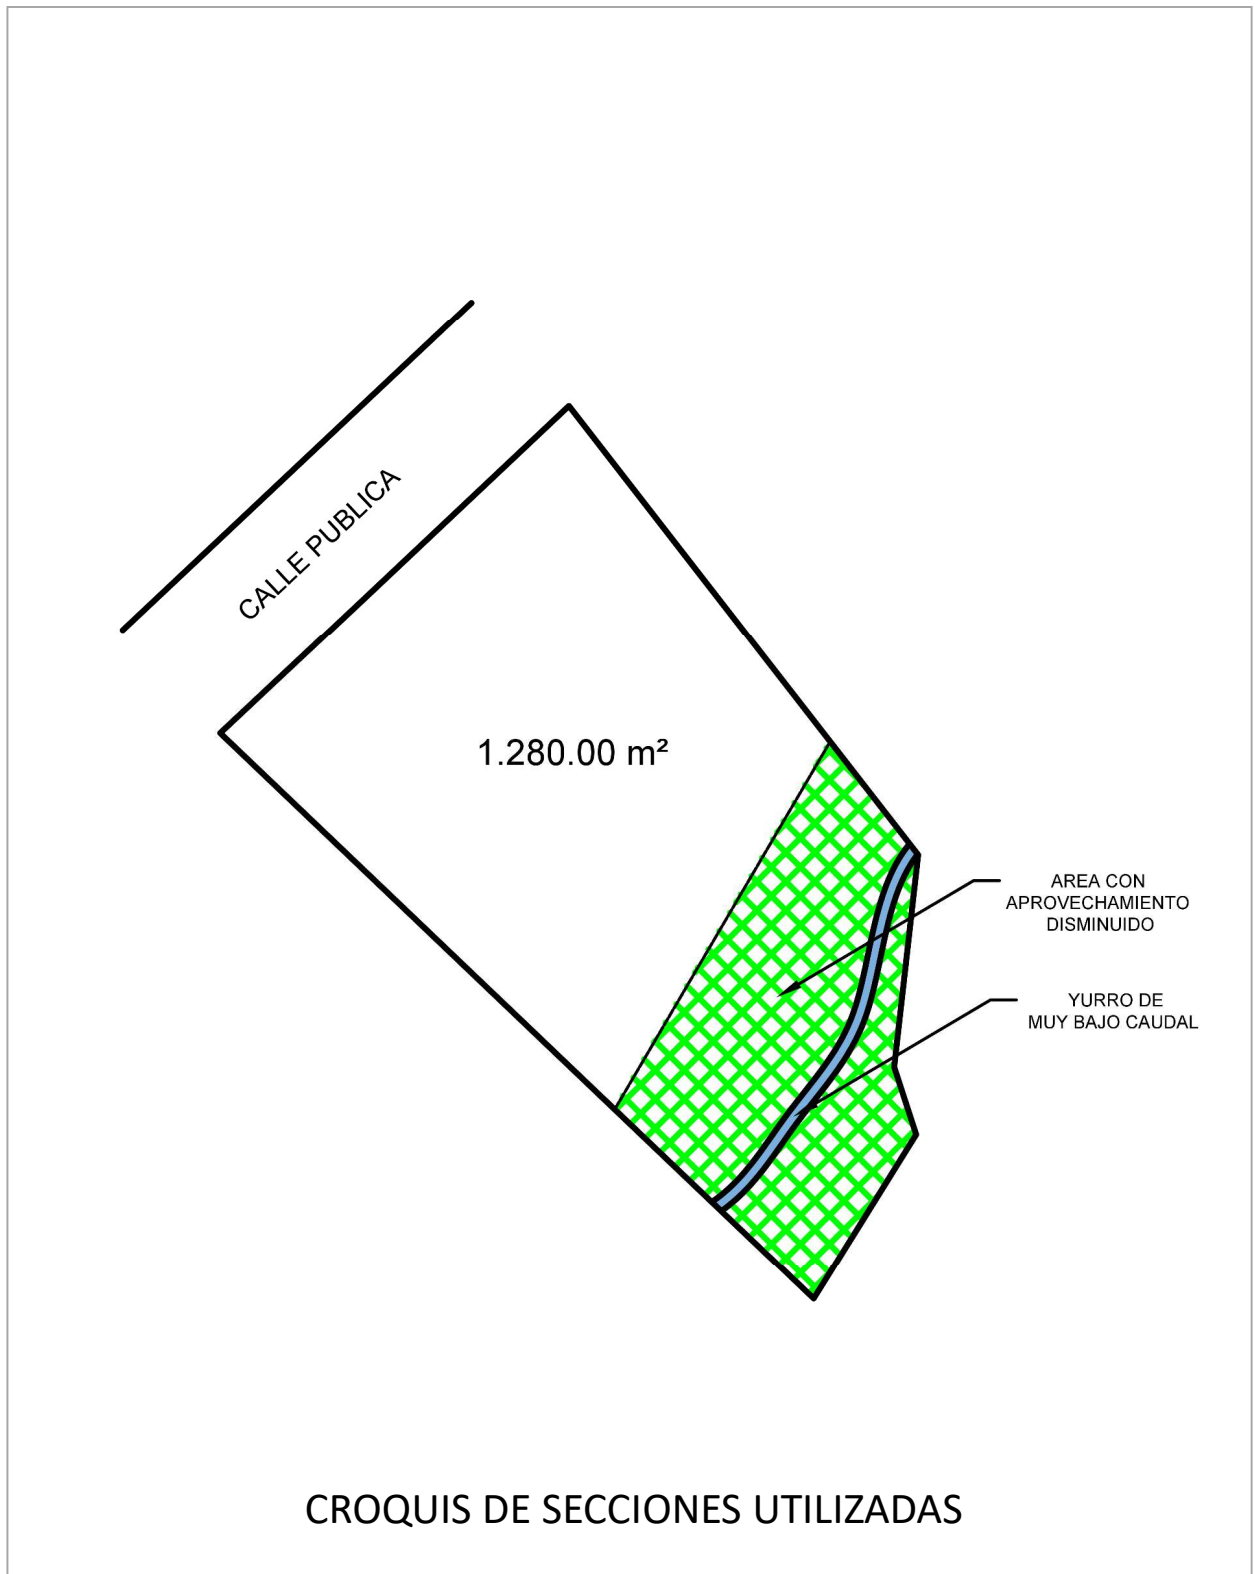 CALLE PUBLICA
1.280.00 m²
AREA CON
APROVECHAMIENTO
DISMINUIDO
YURRO DE
MUY BAJO CAUDAL
CROQUIS DE SECCIONES UTILIZADAS